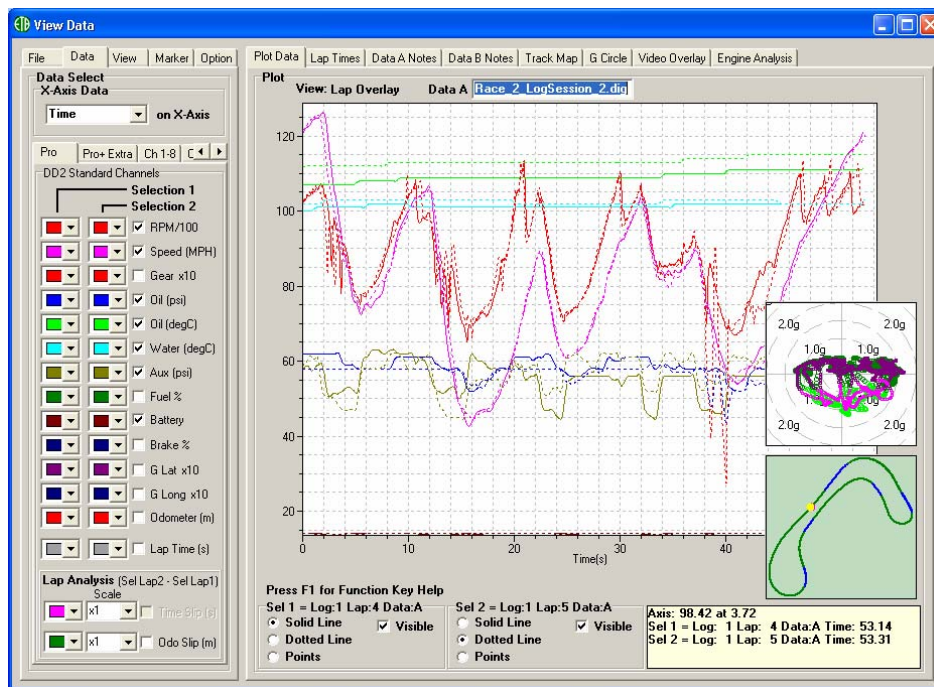 ETB View Data
File Data View Marker Option
Plot Data Lap Times Data A Notes Data B Notes Track Map G Circle Video Overlay Engine Analysis
Data Select
X-Axis Data
Time on X-Axis
Pro Pro+ Extra Ch 1-8
DD2 Standard Channels
Selection 1
Selection 2
RPM/100
Speed (MPH)
Gear x10
Oil (psi)
Oil (degC)
Water (degC)
Aux (psi)
Fuel %
Battery
Brake %
G Lat x10
G Long x10
Odometer (m)
Lap Time (s)
Lap Analysis (Sel Lap2 - Sel Lap1)
Scale
x1 Time Slip (s)
x1 Odo Slip (m)
Plot
View: Lap Overlay Data A Race_2_LogSession_2.dig
120
100
80
60
40
20
0 10 20 30 40
Time(s)
2.0g 2.0g
1.0g 1.0g
1.0g 1.0g
2.0g 2.0g
Press F1 for Function Key Help
Sel 1 = Log:1 Lap:4 Data:A
Solid Line Visible
Dotted Line
Points
Sel 2 = Log:1 Lap:5 Data:A
Solid Line Visible
Dotted Line
Points
Axis: 98.42 at 3.72
Sel 1 = Log: 1 Lap: 4 Data:A Time: 53.14
Sel 2 = Log: 1 Lap: 5 Data:A Time: 53.31